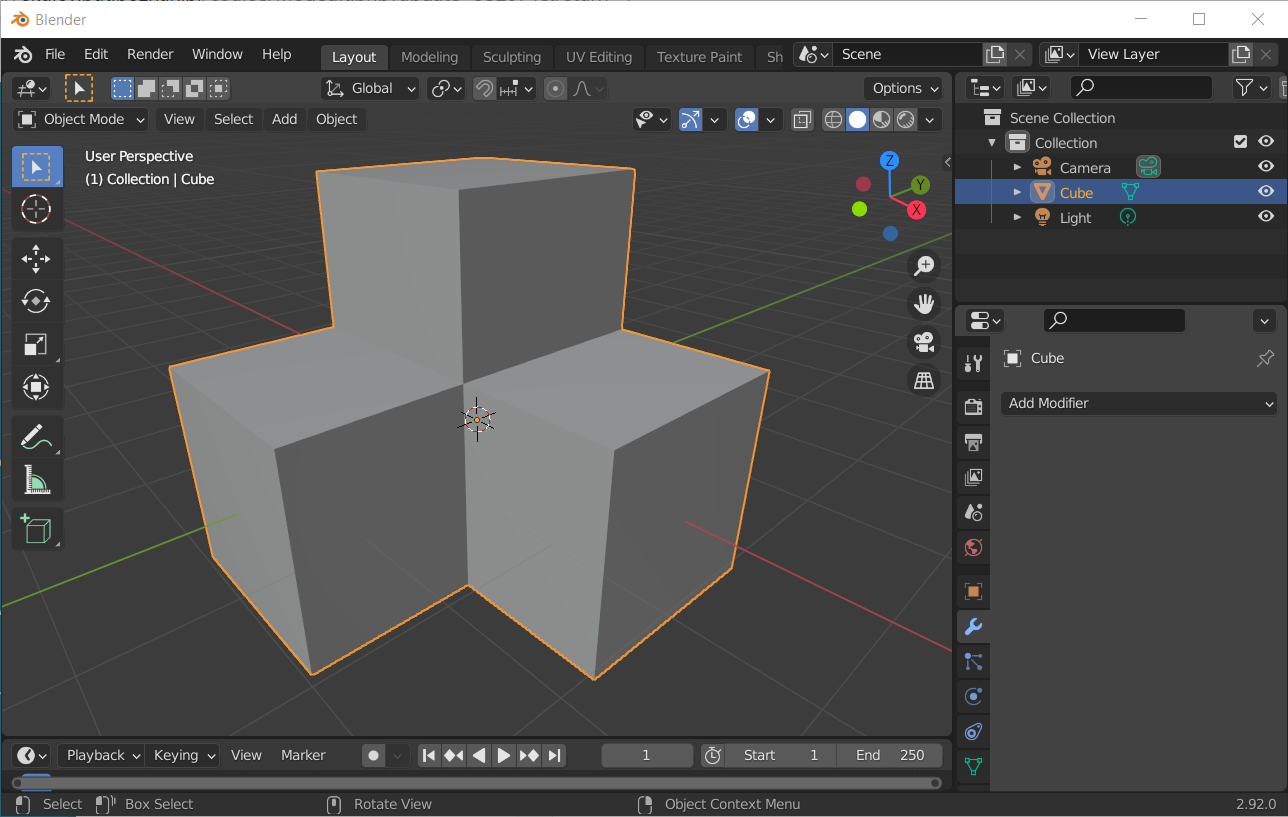 Blender
File Edit Render Window Help Layout Modeling Sculpting UV Editing Texture Paint Sh Scene View Layer
Global Options
Object Mode View Select Add Object
User Perspective
(1) Collection | Cube
Z
Y
X
Scene Collection
Collection
Camera
Cube
Light
Cube
Add Modifier
Playback Keying View Marker 1 Start 1 End 250
Select Box Select Rotate View Object Context Menu 2.92.0